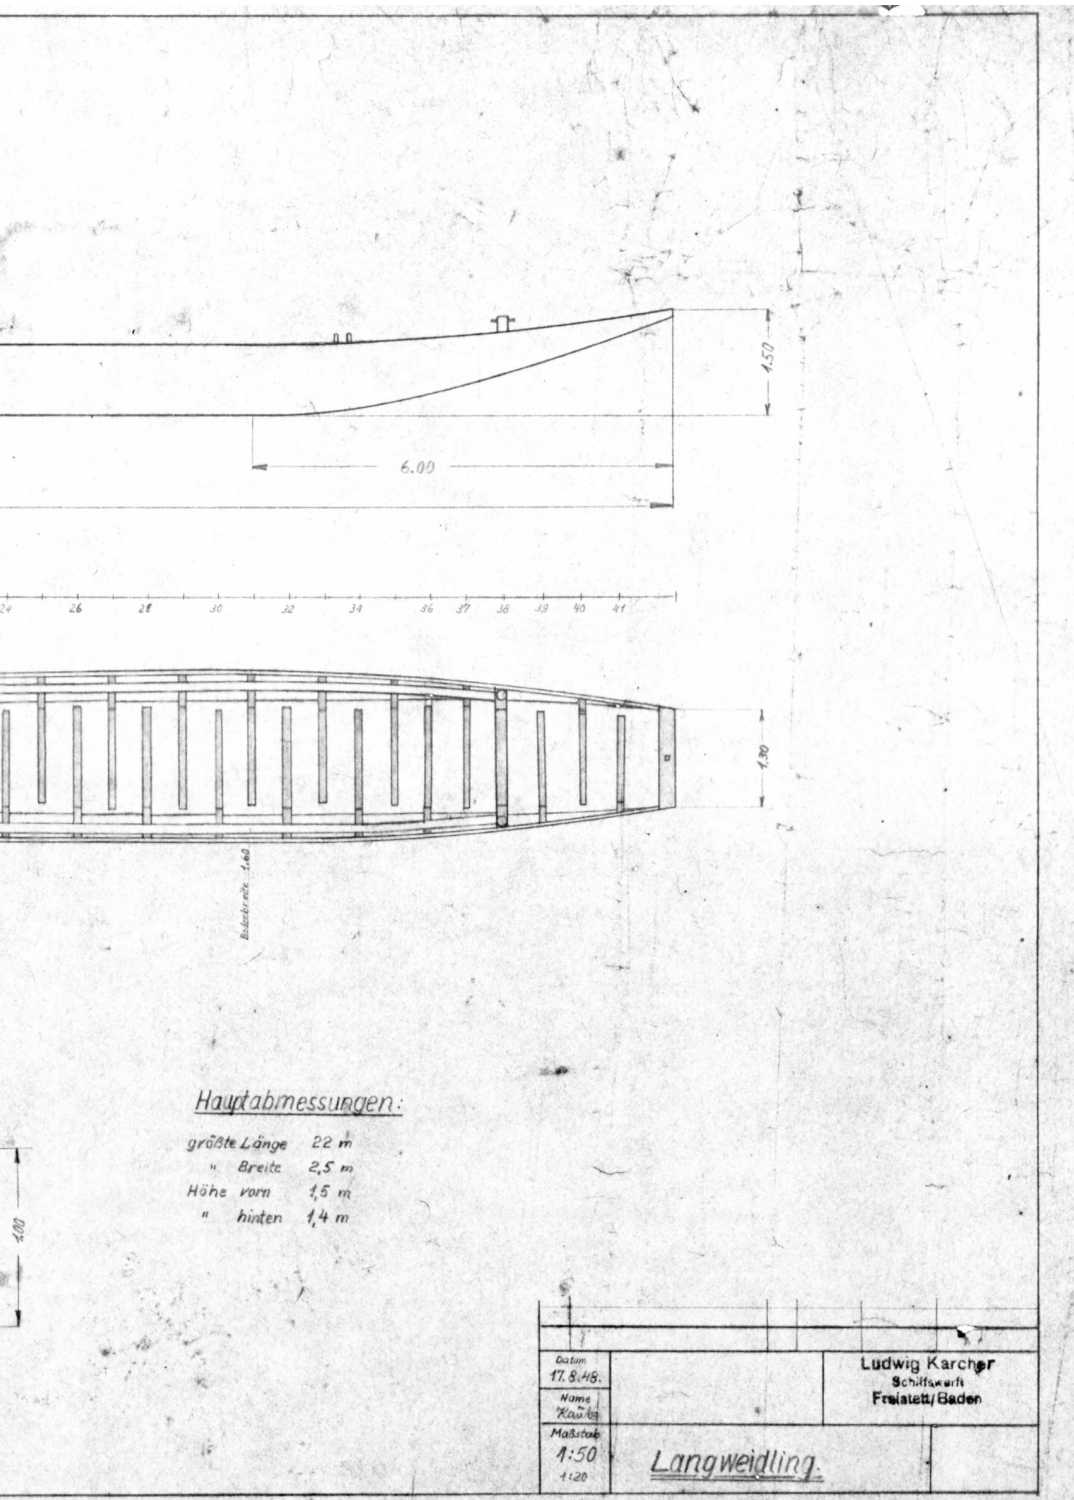 1.50
6.00
24 26 28 30 32 34 36 37 38 39 40 41
1,30
Bodenbreite 1.60
Hauptabmessungen:
größte Länge 22 m
" Breite 2,5 m
Höhe vorn 1,5 m
" hinten 1,4 m
1.00
Datum
17.8.48.
Name
Maßstab
1:50
1:20
Ludwig Karcher
Schiffswerft
Freistett/Baden
Langweidling.